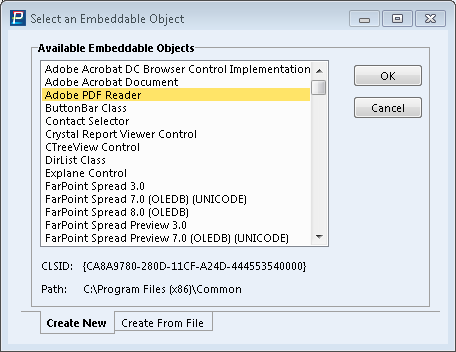 Select an Embeddable Object
Available Embeddable Objects
Adobe Acrobat DC Browser Control Implementation
Adobe Acrobat Document
Adobe PDF Reader
ButtonBar Class
Contact Selector
Crystal Report Viewer Control
CTreeView Control
DirList Class
Explane Control
FarPoint Spread 3.0
FarPoint Spread 7.0 (OLEDB) (UNICODE)
FarPoint Spread 8.0 (OLEDB)
FarPoint Spread Preview 3.0
FarPoint Spread Preview 7.0 (OLEDB) (UNICODE)
OK
Cancel
CLSID: {CA8A9780-280D-11CF-A24D-444553540000}
Path: C:\Program Files (x86)\Common
Create New
Create From File